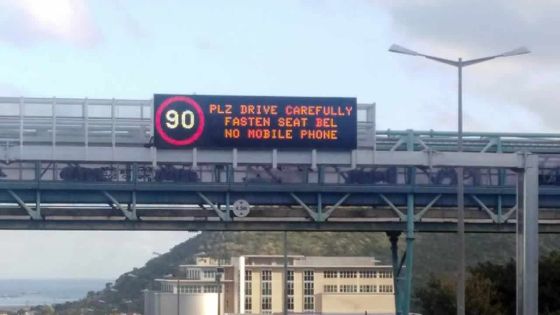 90
PLZ DRIVE CAREFULLY
FASTEN SEAT BEL
NO MOBILE PHONE